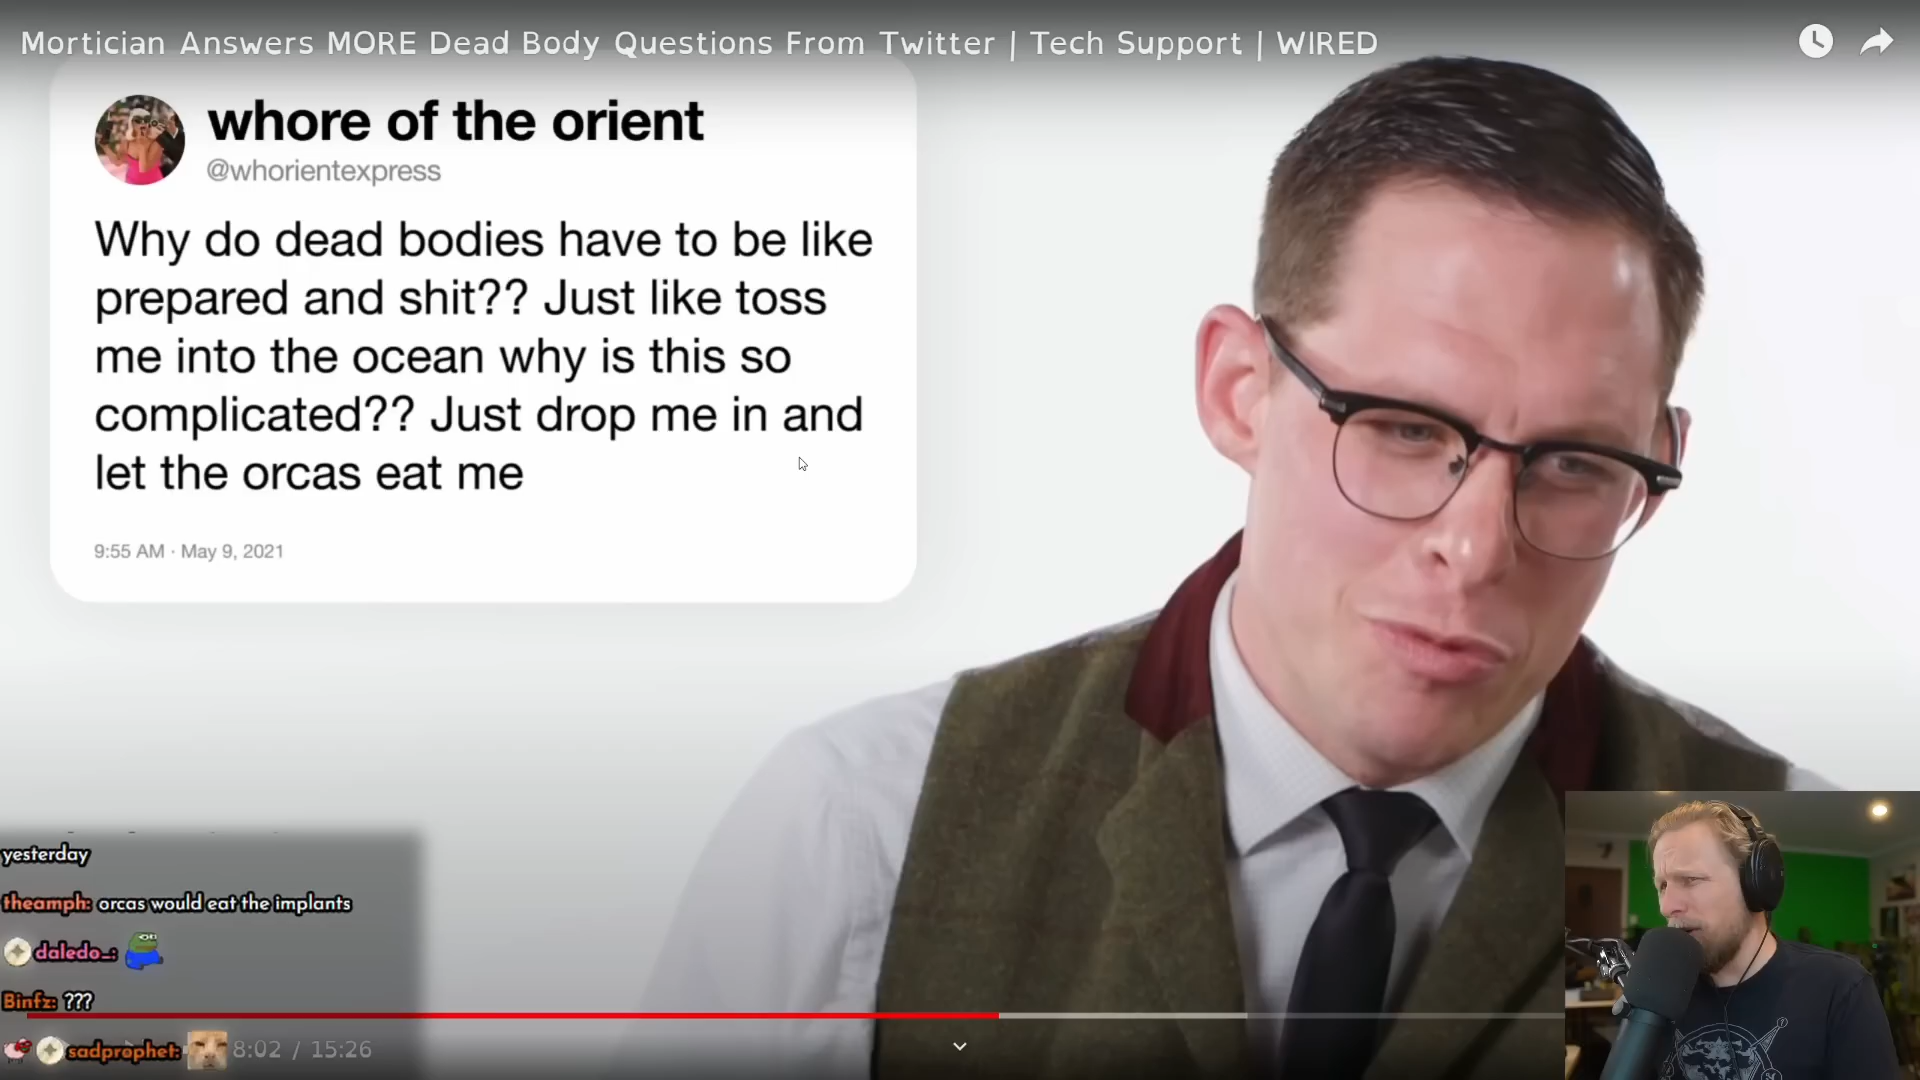 Mortician Answers MORE Dead Body Questions From Twitter | Tech Support | WIRED
whore of the orient
@whorientexpress
Why do dead bodies have to be like
prepared and shit?? Just like toss
me into the ocean why is this so
complicated?? Just drop me in and
let the orcas eat me
9:55 AM · May 9, 2021
yesterday
theamph: orcas would eat the implants
daledo_:
Binfz: ???
sadprophet:
8:02 / 15:26